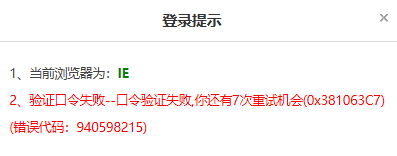 登录提示
×
1、当前浏览器为：IE
2、验证口令失败--口令验证失败,你还有7次重试机会(0x381063C7)
(错误代码：940598215)